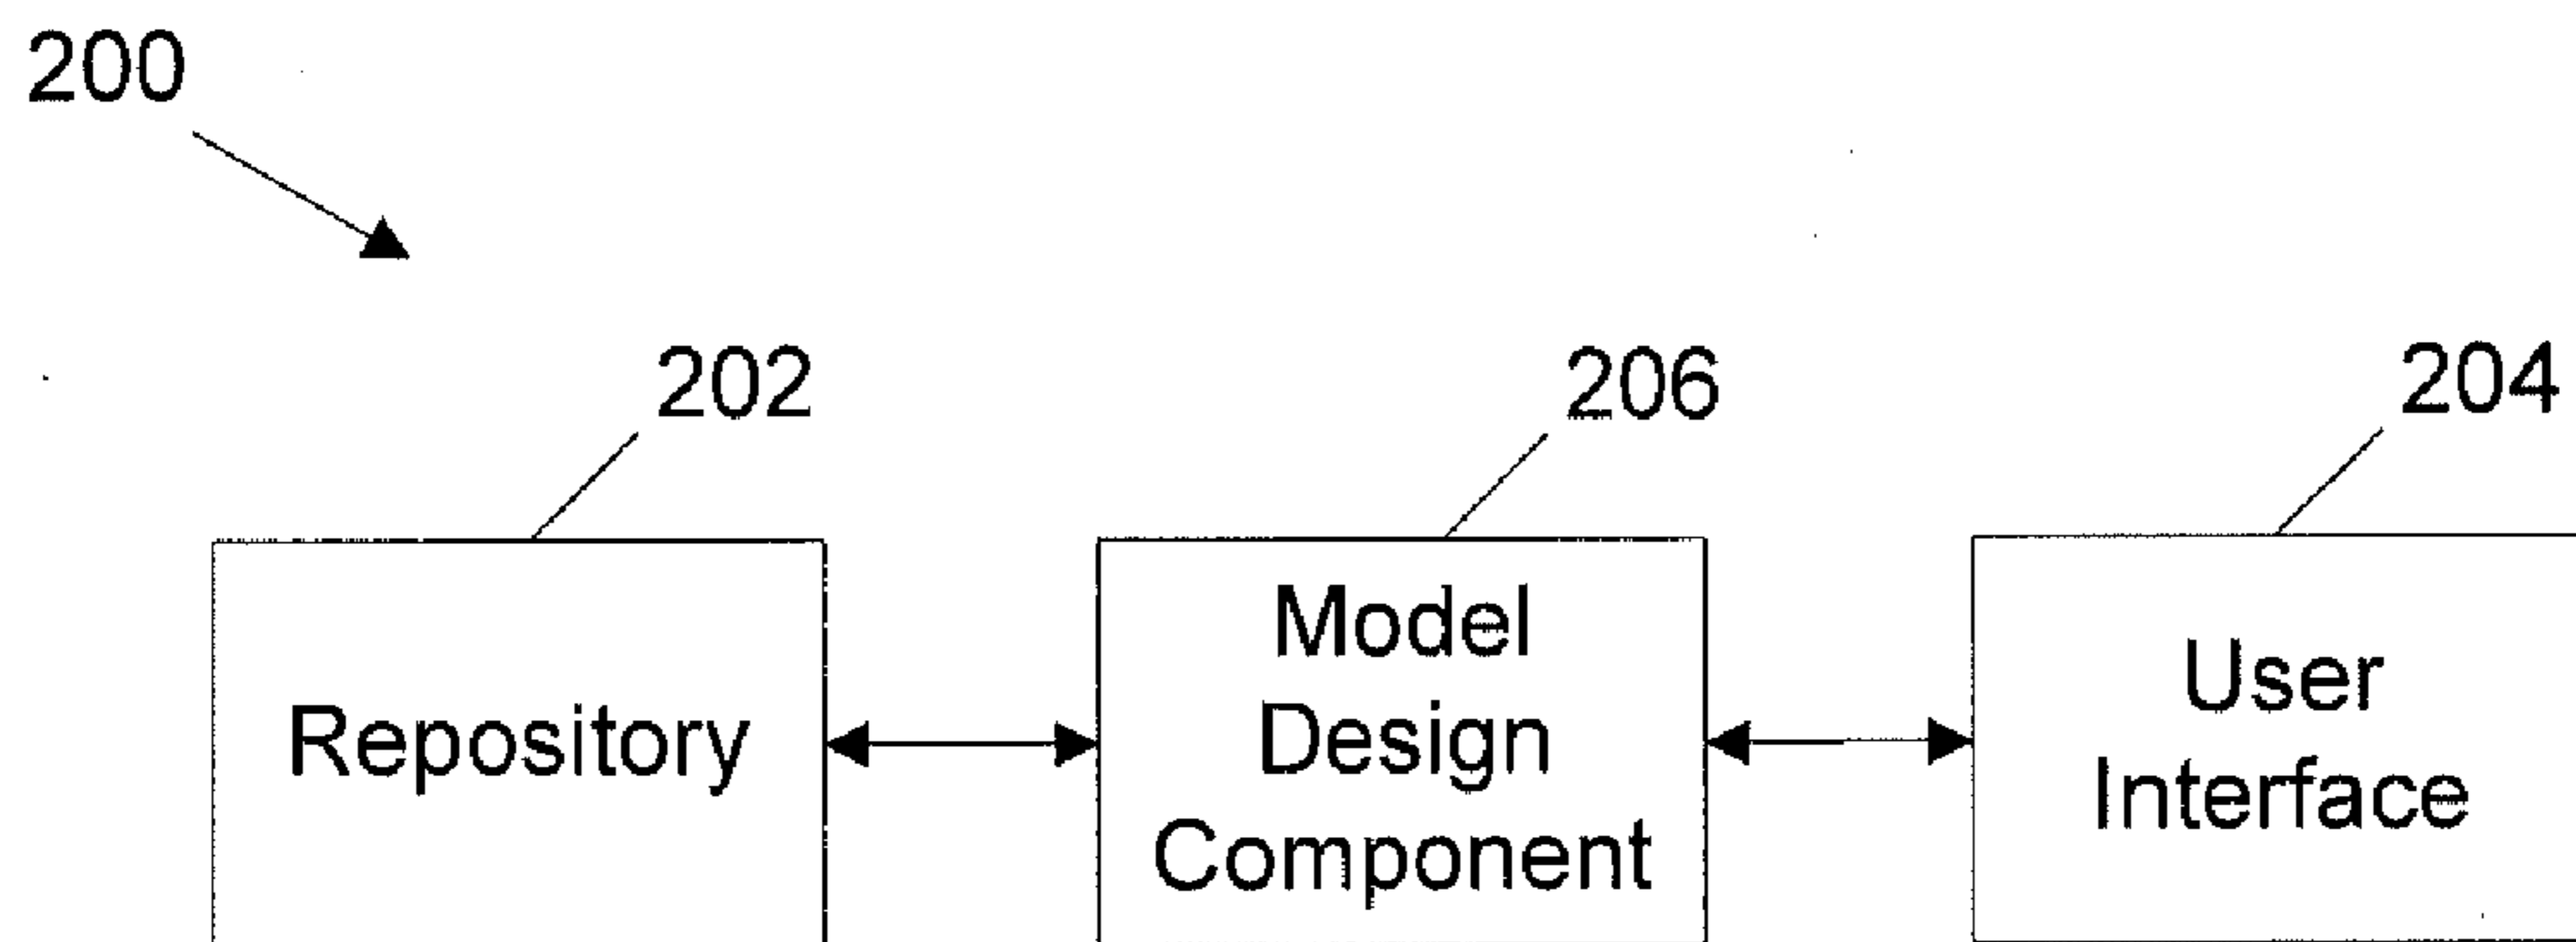 200
202
206
204
Repository
Model
Design
Component
User
Interface